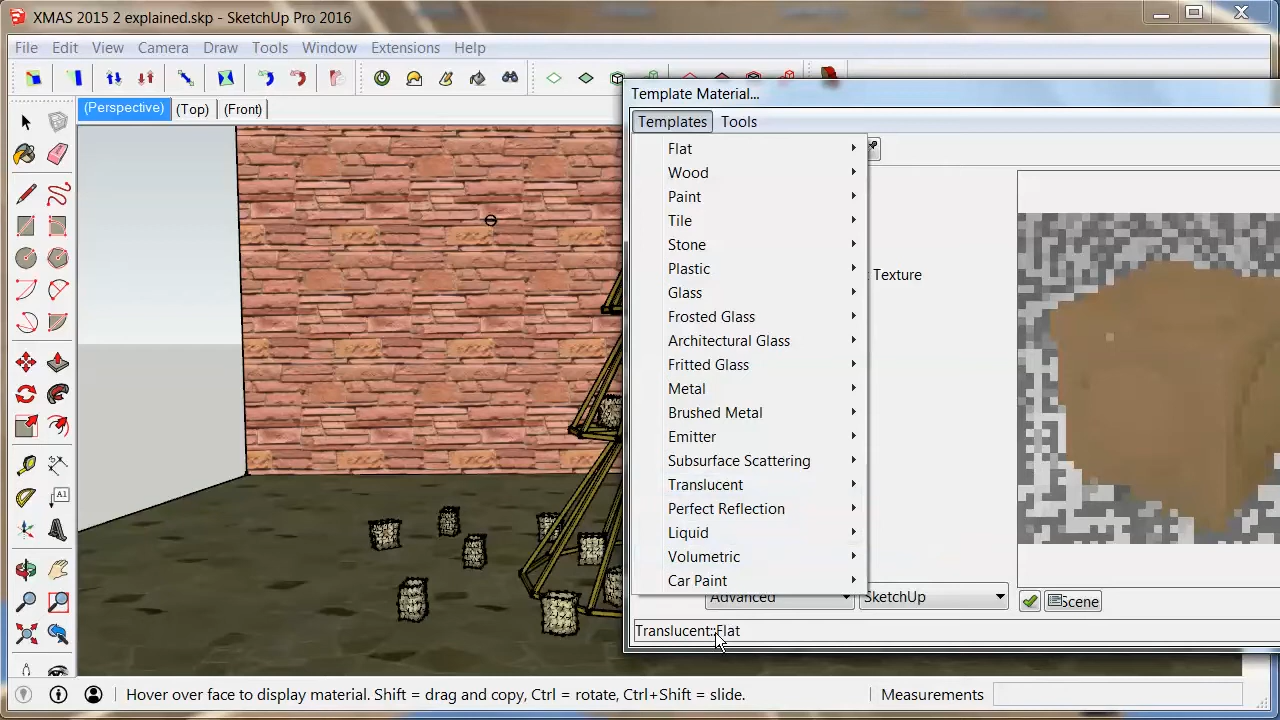 XMAS 2015 2 explained.skp - SketchUp Pro 2016
File Edit View Camera Draw Tools Window Extensions Help
(Perspective) (Top) (Front)
Template Material...
Templates Tools
Flat
Wood
Paint
Tile
Stone
Plastic
Texture
Glass
Frosted Glass
Architectural Glass
Fritted Glass
Metal
Brushed Metal
Emitter
Subsurface Scattering
Translucent
Perfect Reflection
Liquid
Volumetric
Car Paint
Advanced SketchUp Scene
Translucent::Flat
A1
Hover over face to display material. Shift = drag and copy, Ctrl = rotate, Ctrl+Shift = slide. Measurements